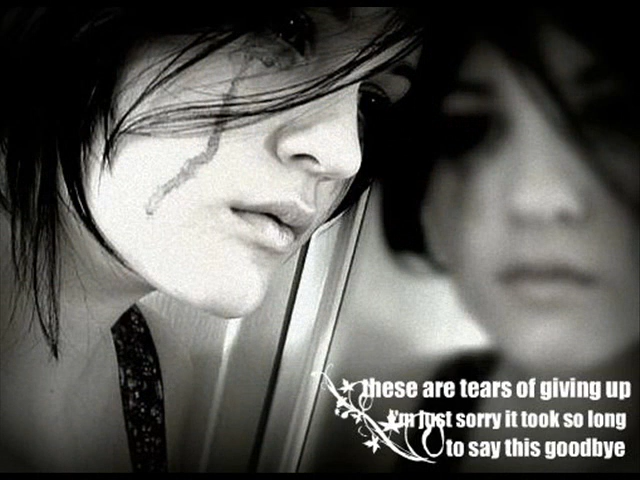 these are tears of giving up
I'm just sorry it took so long
to say this goodbye